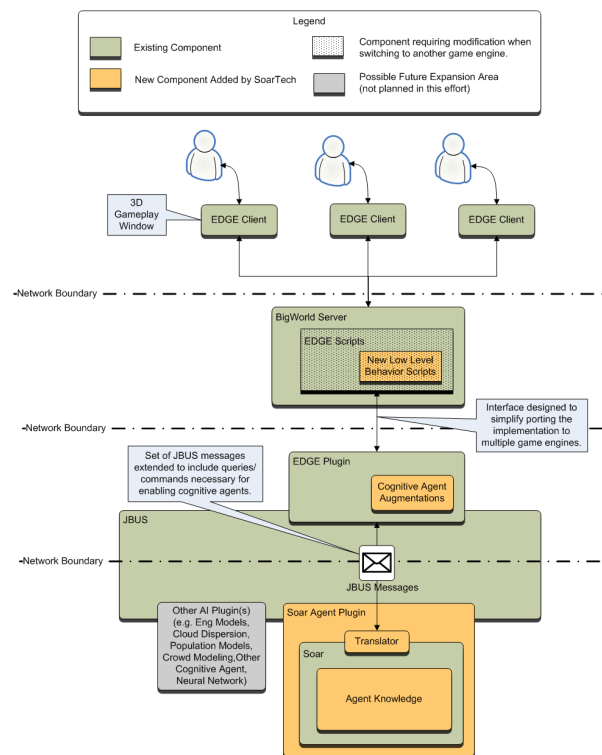 Legend
Existing Component
Component requiring modification when
switching to another game engine.
New Component Added by SoarTech
Possible Future Expansion Area
(not planned in this effort)
3D
Gameplay
Window
EDGE Client
EDGE Client
EDGE Client
Network Boundary
BigWorld Server
EDGE Scripts
New Low Level
Behavior Scripts
Interface designed to
simplify porting the
implementation to
multiple game engines.
Network Boundary
Set of JBUS messages
extended to include queries/
commands necessary for
enabling cognitive agents.
EDGE Plugin
Cognitive Agent
Augmentations
JBUS
Network Boundary
JBUS Messages
Other AI Plugin(s)
(e.g. Eng Models,
Cloud Dispersion,
Population Models,
Crowd Modeling,Other
Cognitive Agent,
Neural Network)
Soar Agent Plugin
Translator
Soar
Agent Knowledge